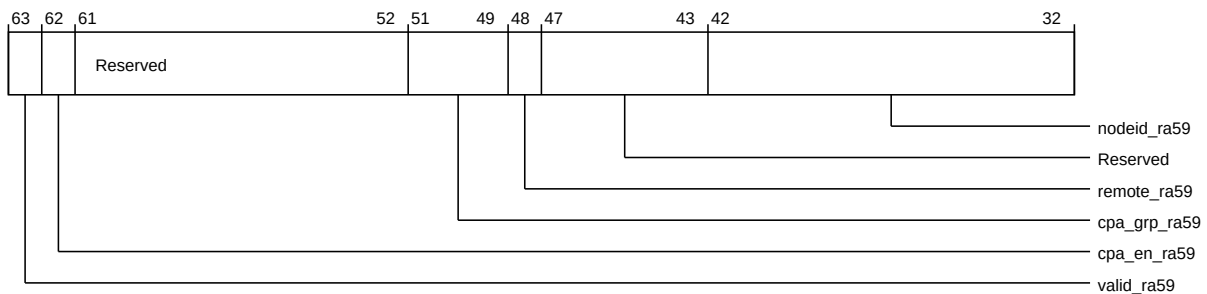 63 62 61 52 51 49 48 47 43 42 32
Reserved
nodeid_ra59
Reserved
remote_ra59
cpa_grp_ra59
cpa_en_ra59
valid_ra59